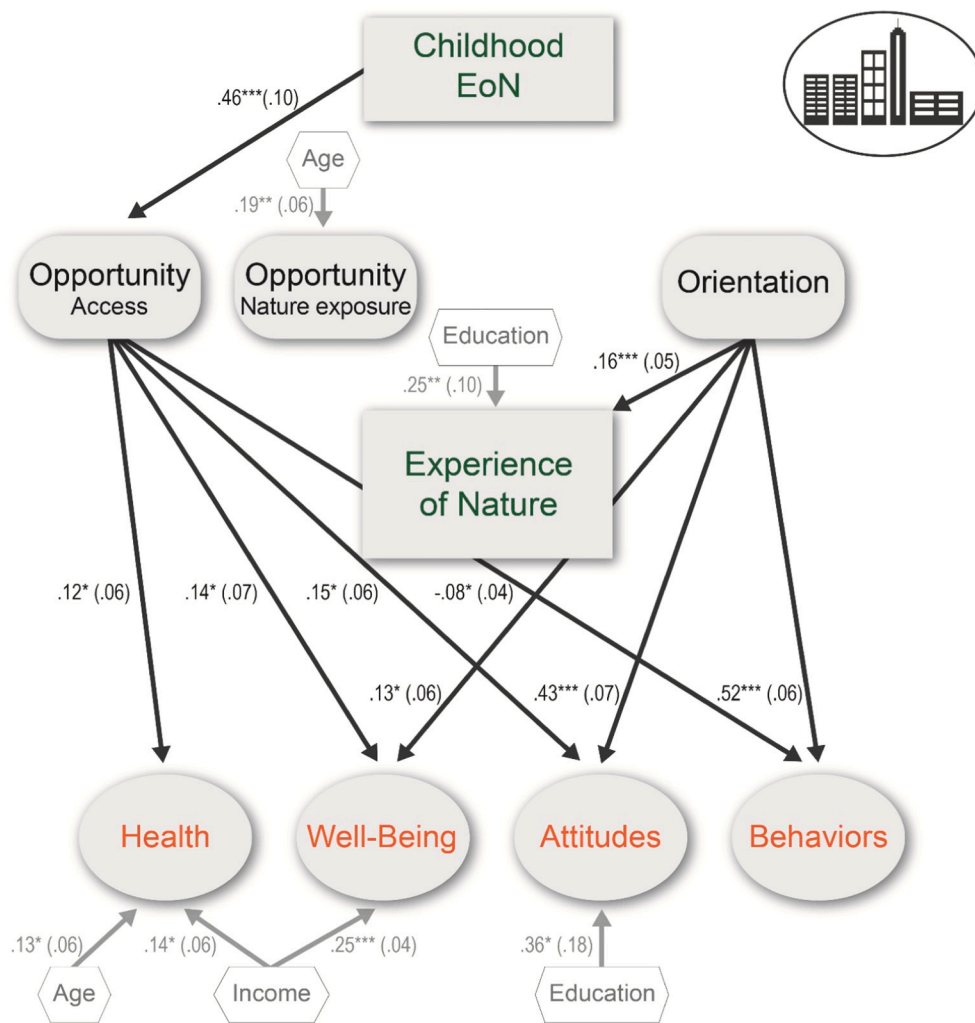 Childhood
EoN
.46***(.10)
Age
.19** (.06)
Opportunity
Access
Opportunity
Nature exposure
Orientation
Education
.25** (.10)
.16*** (.05)
Experience
of Nature
.12* (.06)
.14* (.07)
.15* (.06)
-.08* (.04)
.13* (.06)
.43*** (.07)
.52*** (.06)
Health
Well-Being
Attitudes
Behaviors
.13* (.06)
.14* (.06)
.25*** (.04)
.36* (.18)
Age
Income
Education